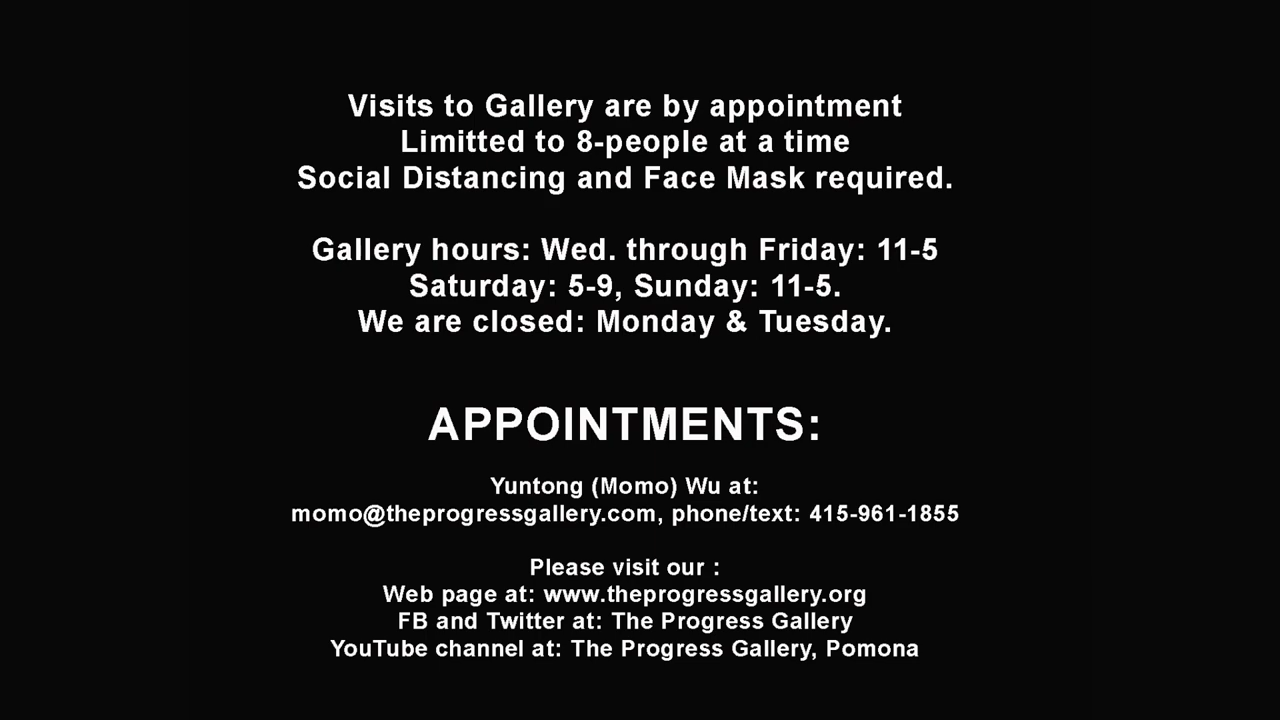 Visits to Gallery are by appointment
Limitted to 8-people at a time
Social Distancing and Face Mask required.
Gallery hours: Wed. through Friday: 11-5
Saturday: 5-9, Sunday: 11-5.
We are closed: Monday & Tuesday.
APPOINTMENTS:
Yuntong (Momo) Wu at:
momo@theprogressgallery.com, phone/text: 415-961-1855
Please visit our :
Web page at: www.theprogressgallery.org
FB and Twitter at: The Progress Gallery
YouTube channel at: The Progress Gallery, Pomona